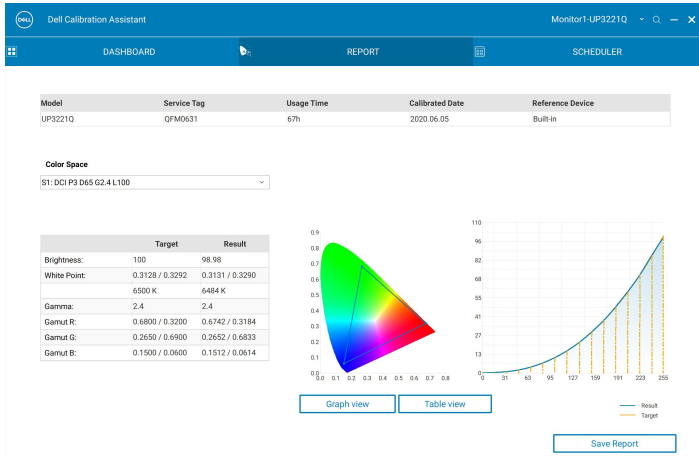 DELL Dell Calibration Assistant Monitor1-UP3221Q
DASHBOARD REPORT SCHEDULER
Model Service Tag Usage Time Calibrated Date Reference Device
UP3221Q QFM0631 67h 2020.06.05 Built-in
Color Space
S1: DCI P3 D65 G2.4 L100
Target Result
Brightness: 100 98.98
White Point: 0.3128 / 0.3292 0.3131 / 0.3290
6500 K 6484 K
Gamma: 2.4 2.4
Gamut R: 0.6800 / 0.3200 0.6742 / 0.3184
Gamut G: 0.2650 / 0.6900 0.2652 / 0.6833
Gamut B: 0.1500 / 0.0600 0.1512 / 0.0614
0.9
0.8
0.7
0.6
0.5
0.4
0.3
0.2
0.1
0.0
0.0 0.1 0.2 0.3 0.4 0.5 0.6 0.7 0.8
110
96
82
68
55
41
27
13
0
0 31 63 95 127 159 191 223 255
Graph view Table view
Result
Target
Save Report